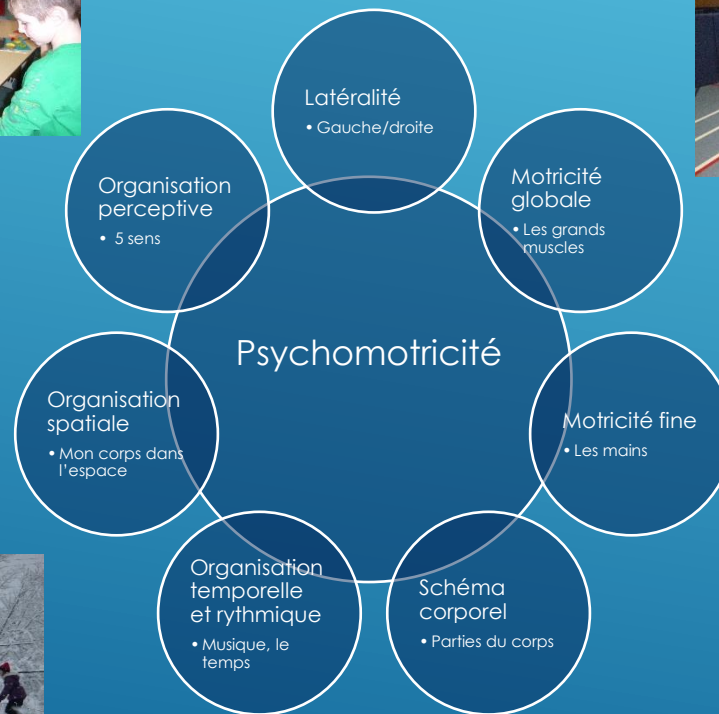 Latéralité
• Gauche/droite
Motricité
globale
• Les grands
muscles
Motricité fine
• Les mains
Schéma
corporel
• Parties du corps
Organisation
temporelle
et rythmique
• Musique, le
temps
Organisation
spatiale
• Mon corps dans
l'espace
Organisation
perceptive
• 5 sens
Psychomotricité